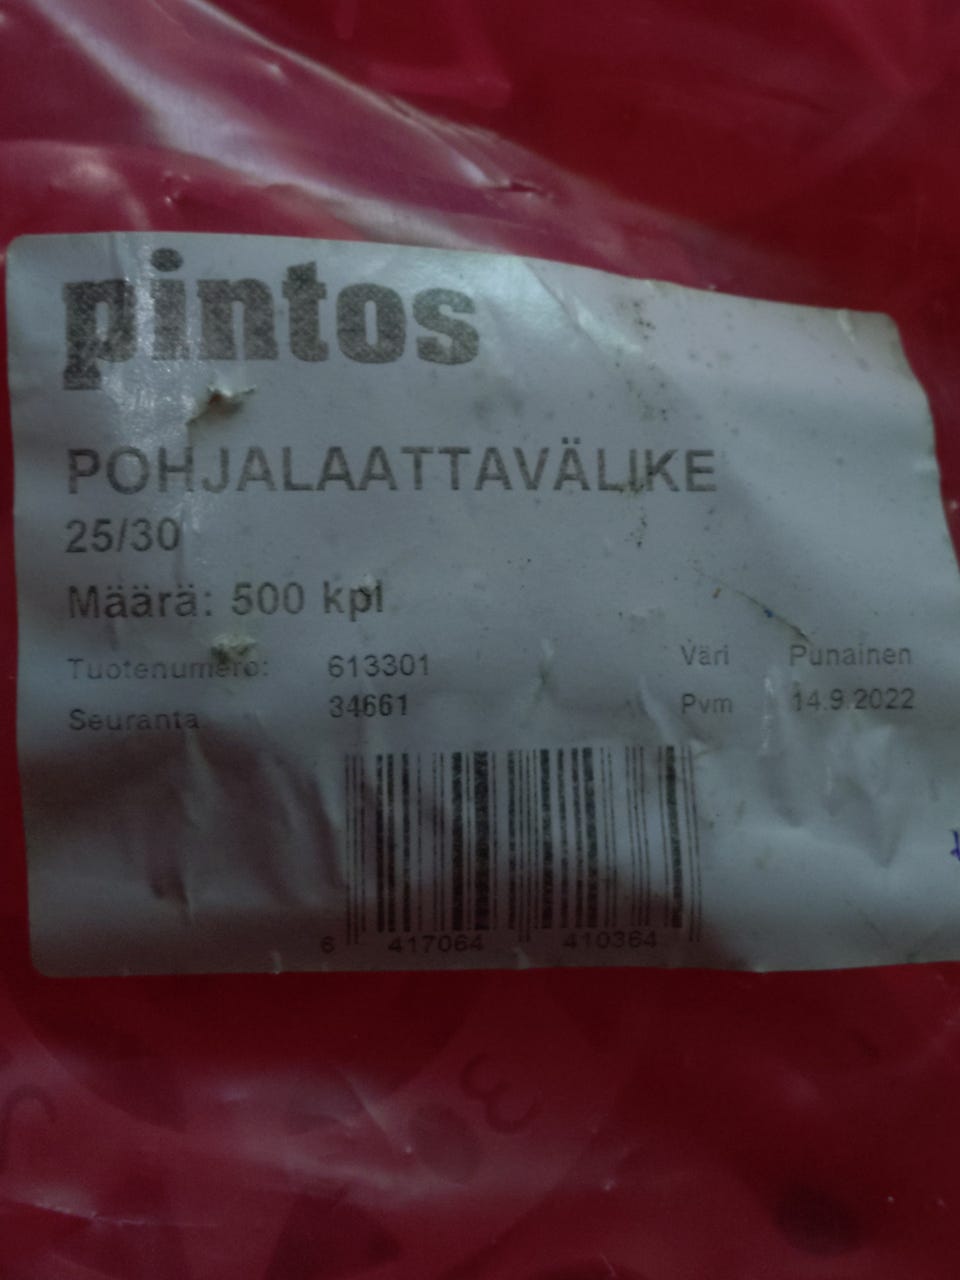 pintos
POHJALAATTAVÄLIKE
25/30
Määrä: 500 kpl
Tuotenumero: 613301 Väri Punainen
Seuranta 34661 Pvm 14.9.2022
6 417064 410364